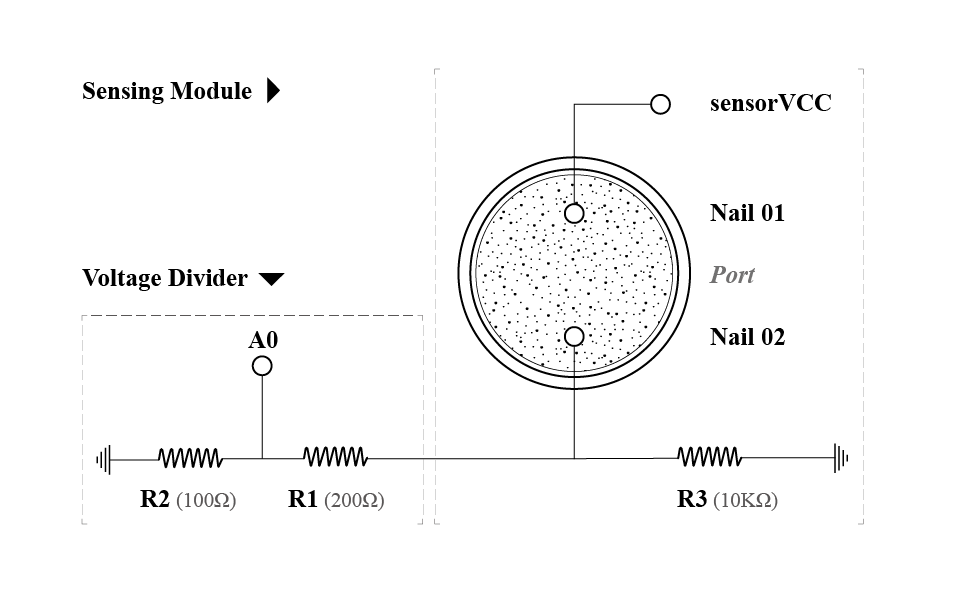 Sensing Module
sensorVCC
Nail 01
Port
Voltage Divider
Nail 02
A0
R2 (100Ω)
R1 (200Ω)
R3 (10KΩ)